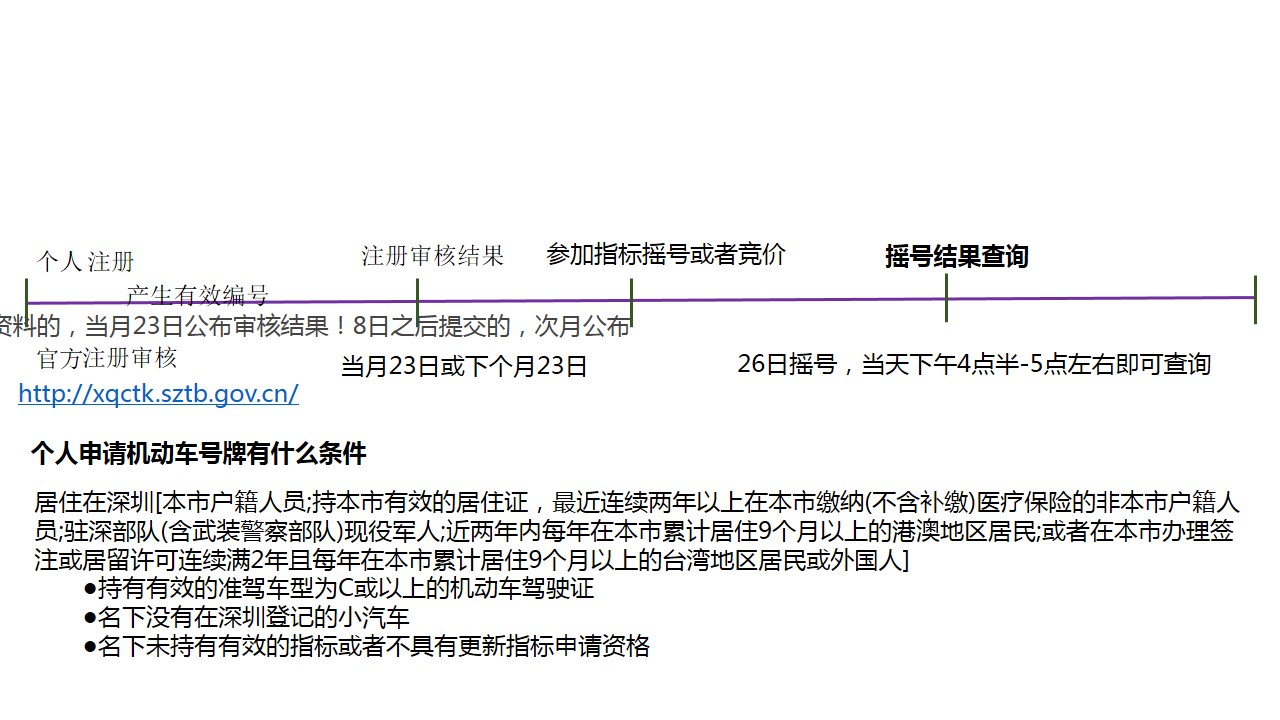 个人注册
注册审核结果
参加指标摇号或者竞价
摇号结果查询
产生有效编号
资料的，当月23日公布审核结果！8日之后提交的，次月公布
官方注册审核
当月23日或下个月23日
26日摇号，当天下午4点半-5点左右即可查询
http://xqctk.sztb.gov.cn/
个人申请机动车号牌有什么条件
居住在深圳[本市户籍人员;持本市有效的居住证，最近连续两年以上在本市缴纳(不含补缴)医疗保险的非本市户籍人
员;驻深部队(含武装警察部队)现役军人;近两年内每年在本市累计居住9个月以上的港澳地区居民;或者在本市办理签
注或居留许可连续满2年且每年在本市累计居住9个月以上的台湾地区居民或外国人]
●持有有效的准驾车型为C或以上的机动车驾驶证
●名下没有在深圳登记的小汽车
●名下未持有有效的指标或者不具有更新指标申请资格